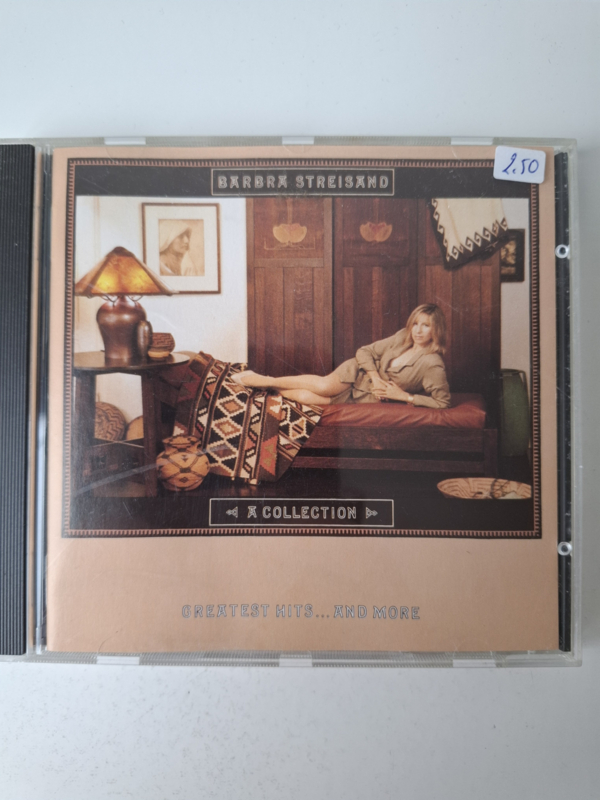 2.50
BARBRA STREISAND
A COLLECTION
GREATEST HITS...AND MORE